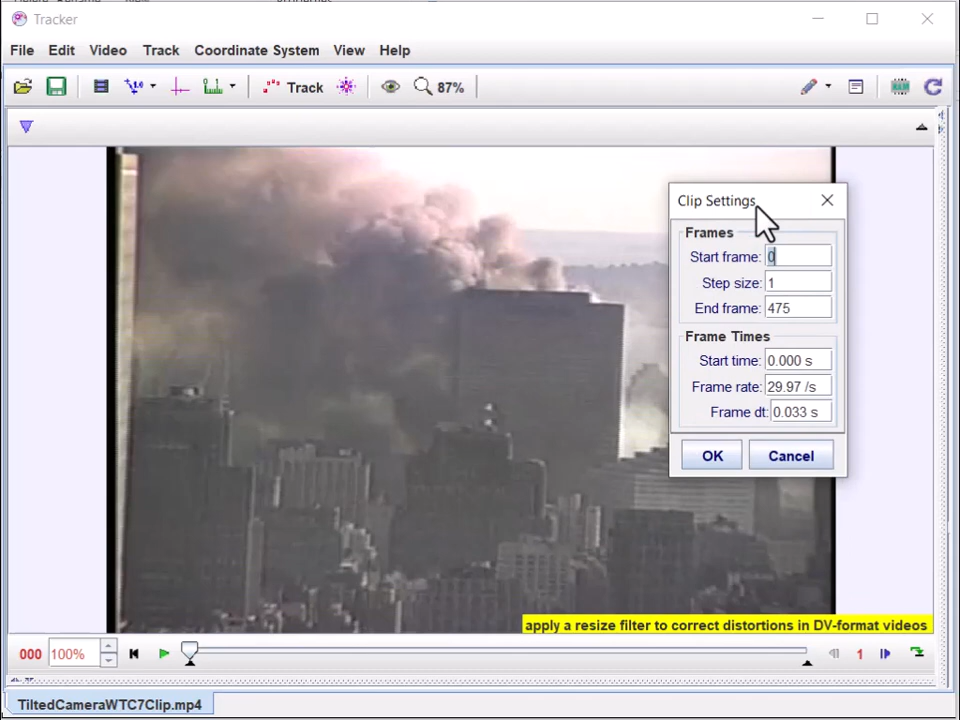 Tracker
File Edit Video Track Coordinate System View Help
Track 87%
Clip Settings
Frames
Start frame: 0
Step size: 1
End frame: 475
Frame Times
Start time: 0.000 s
Frame rate: 29.97 /s
Frame dt: 0.033 s
OK Cancel
apply a resize filter to correct distortions in DV-format videos
000 100% 1
TiltedCameraWTC7Clip.mp4